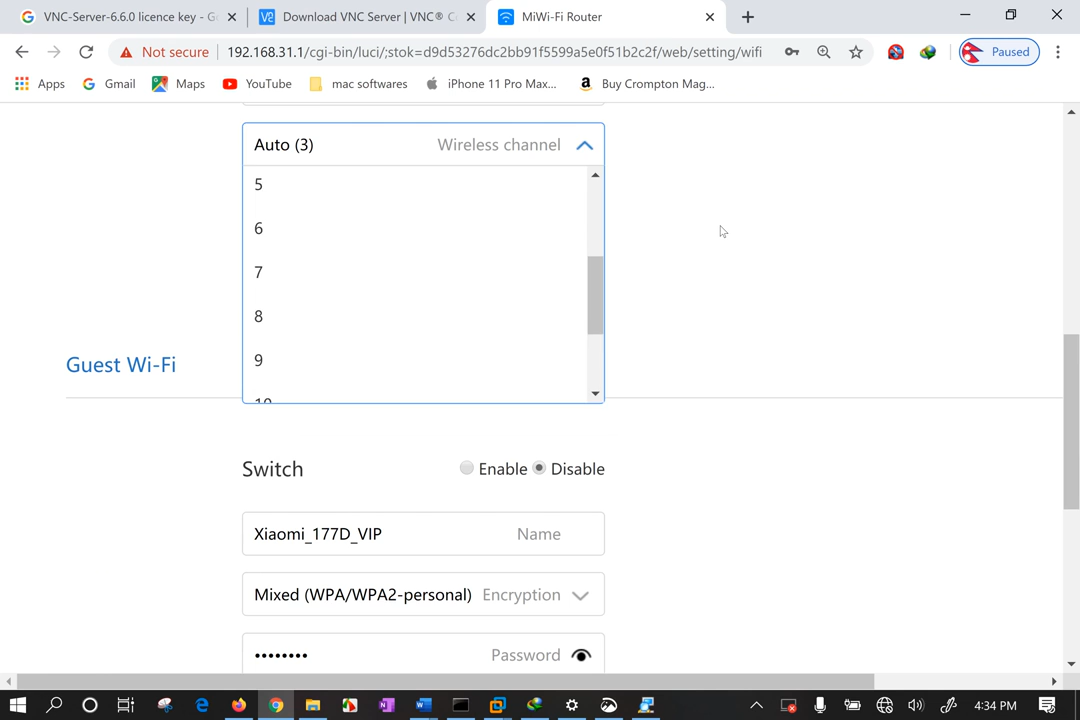 VNC-Server-6.6.0 licence key - G
Download VNC Server | VNC® C
MiWi-Fi Router
Not secure
192.168.31.1/cgi-bin/luci/;stok=d9d53276dc2bb91f5599a5e0f51b2c2f/web/setting/wifi
Paused
Apps
Gmail
Maps
YouTube
mac softwares
iPhone 11 Pro Max...
Buy Crompton Mag...
Auto (3) Wireless channel
5
6
7
8
9
10
Guest Wi-Fi
Switch
Enable
Disable
Xiaomi_177D_VIP Name
Mixed (WPA/WPA2-personal) Encryption
•••••••• Password
4:34 PM